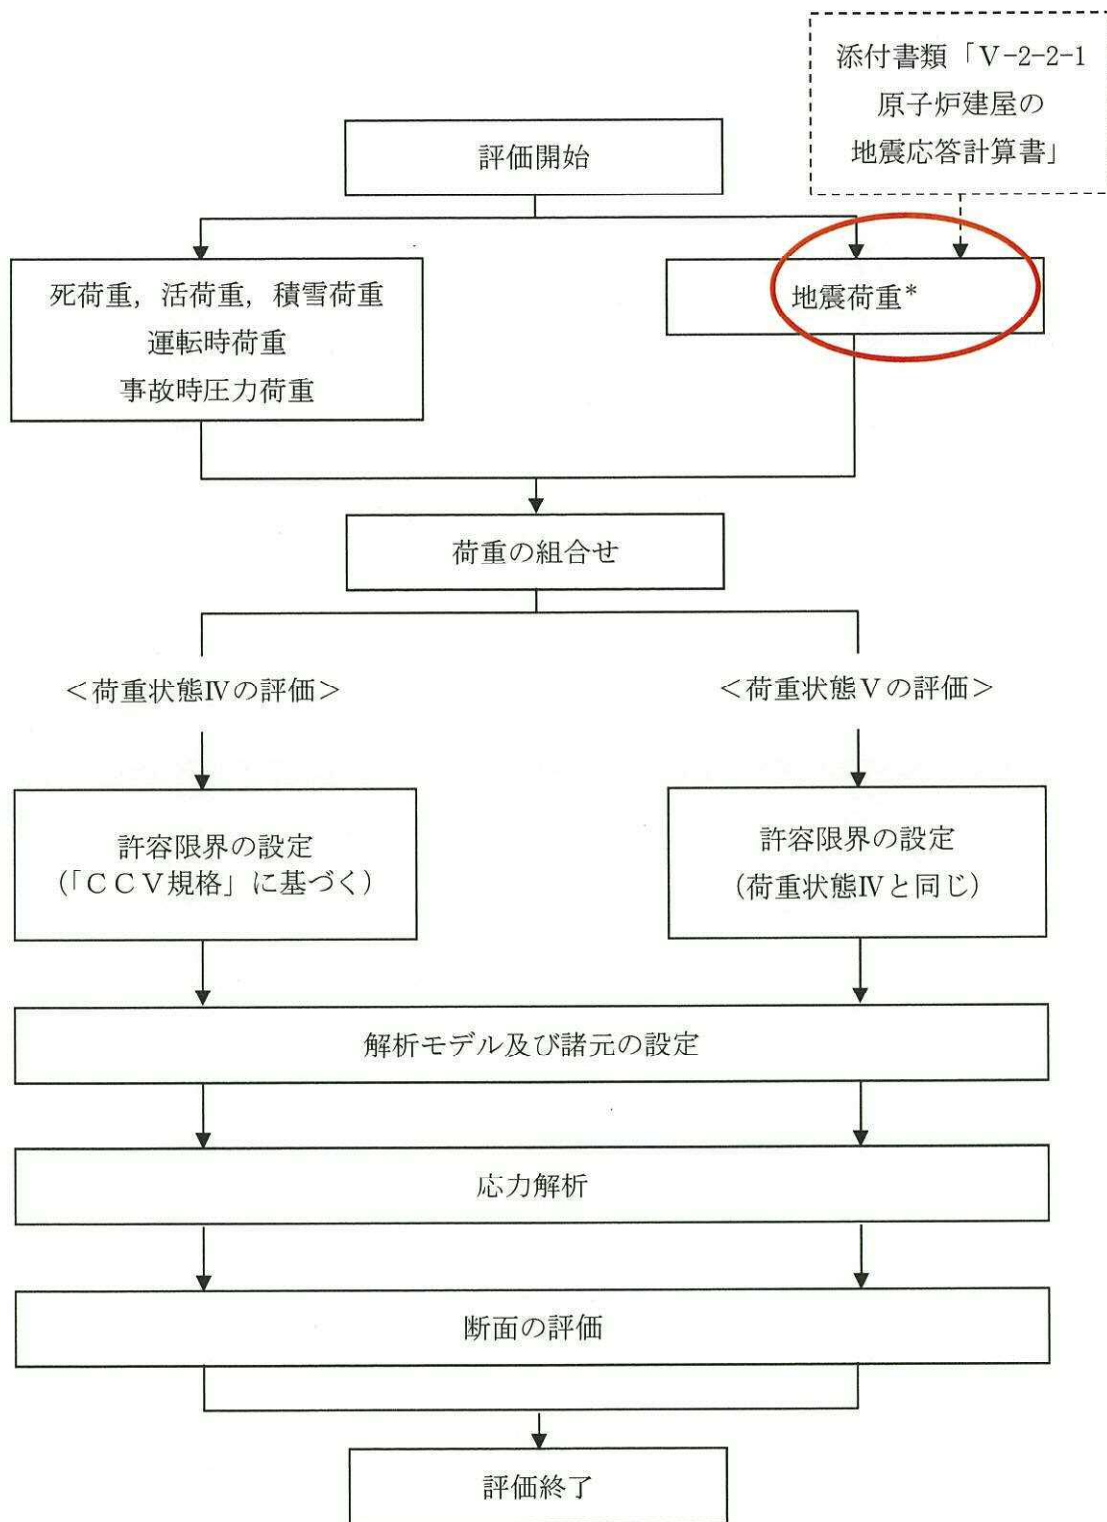 添付書類「Ⅴ-2-2-1
原子炉建屋の
地震応答計算書」
評価開始
死荷重，活荷重，積雪荷重
運転時荷重
事故時圧力荷重
地震荷重*
荷重の組合せ
＜荷重状態Ⅳの評価＞
＜荷重状態Ⅴの評価＞
許容限界の設定
（「ＣＣＶ規格」に基づく）
許容限界の設定
（荷重状態Ⅳと同じ）
解析モデル及び諸元の設定
応力解析
断面の評価
評価終了